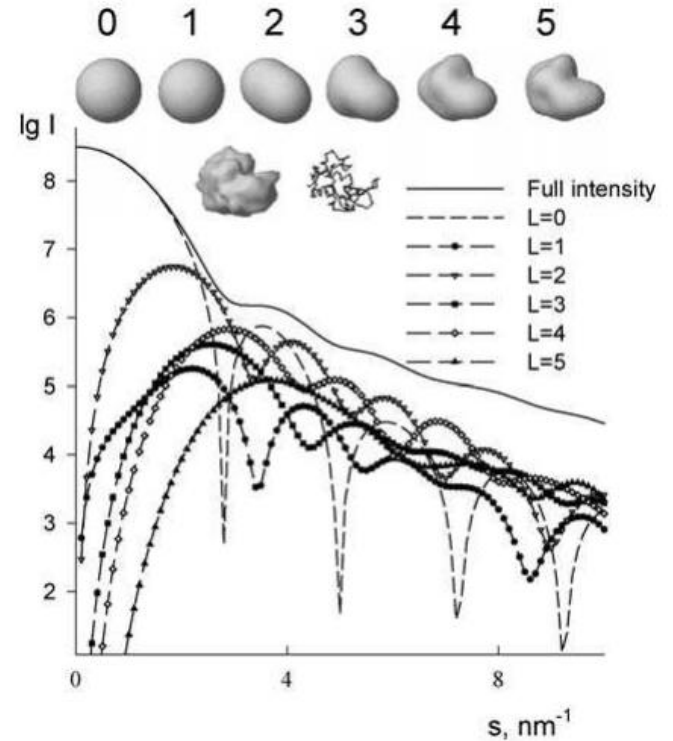 0 1 2 3 4 5
lg I
8
7
6
5
4
3
2
0 4 8
s, nm⁻¹
Full intensity
L=0
L=1
L=2
L=3
L=4
L=5